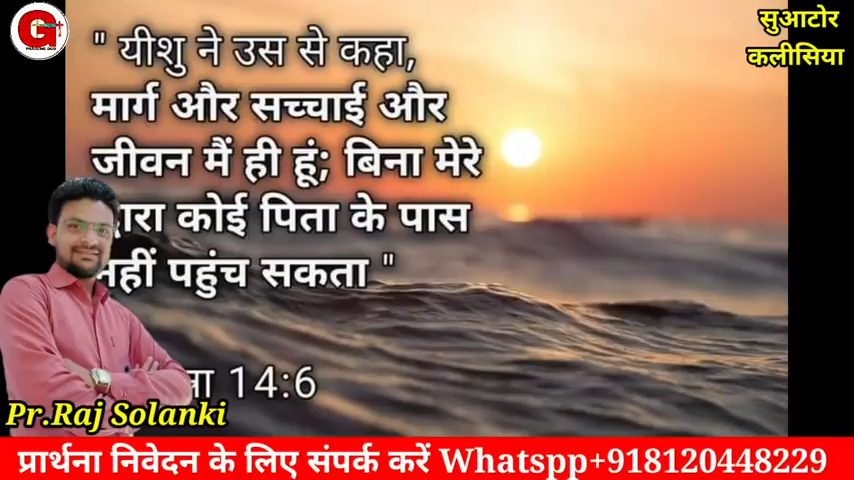 G
सुआटोर
कलीसिया
" यीशु ने उस से कहा,
मार्ग और सच्चाई और
जीवन मैं ही हूं; बिना मेरे
कोई पिता के पास
नहीं पहुंच सकता "
14:6
Pr.Raj Solanki
प्रार्थना निवेदन के लिए संपर्क करें Whatspp+918120448229